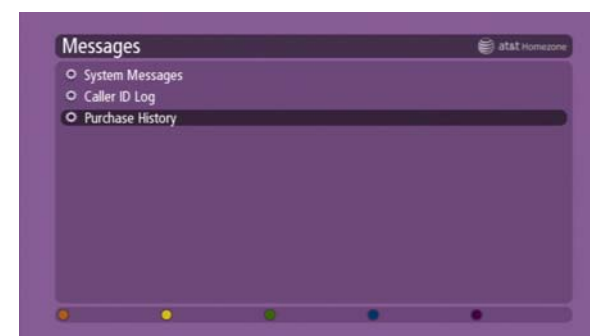 Messages
at&t Homezone
System Messages
Caller ID Log
Purchase History